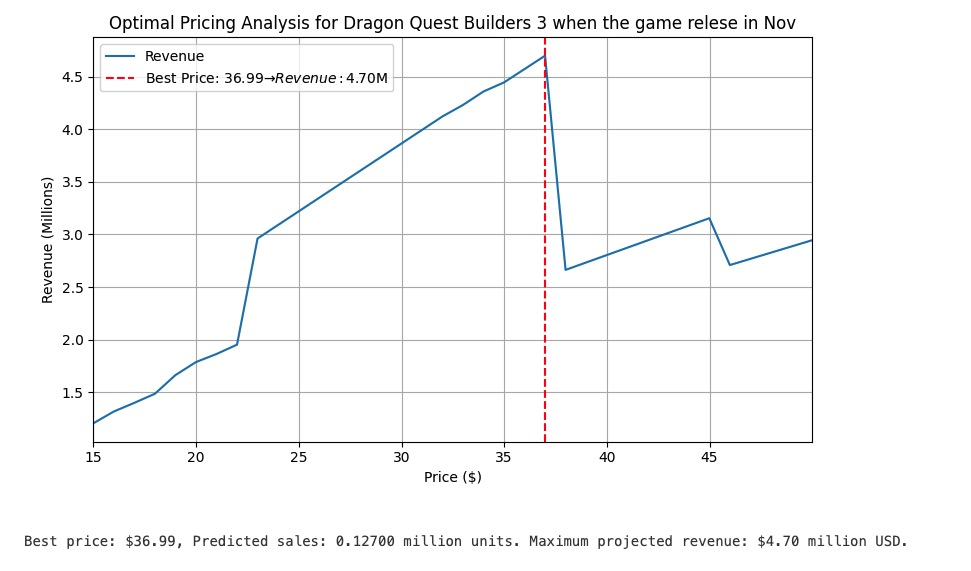 Optimal Pricing Analysis for Dragon Quest Builders 3 when the game relese in Nov
Revenue
Best Price: 36.99→Revenue:4.70M
4.5
4.0
3.5
3.0
2.5
2.0
1.5
Revenue (Millions)
15 20 25 30 35 40 45
Price ($)
Best price: $36.99, Predicted sales: 0.12700 million units. Maximum projected revenue: $4.70 million USD.